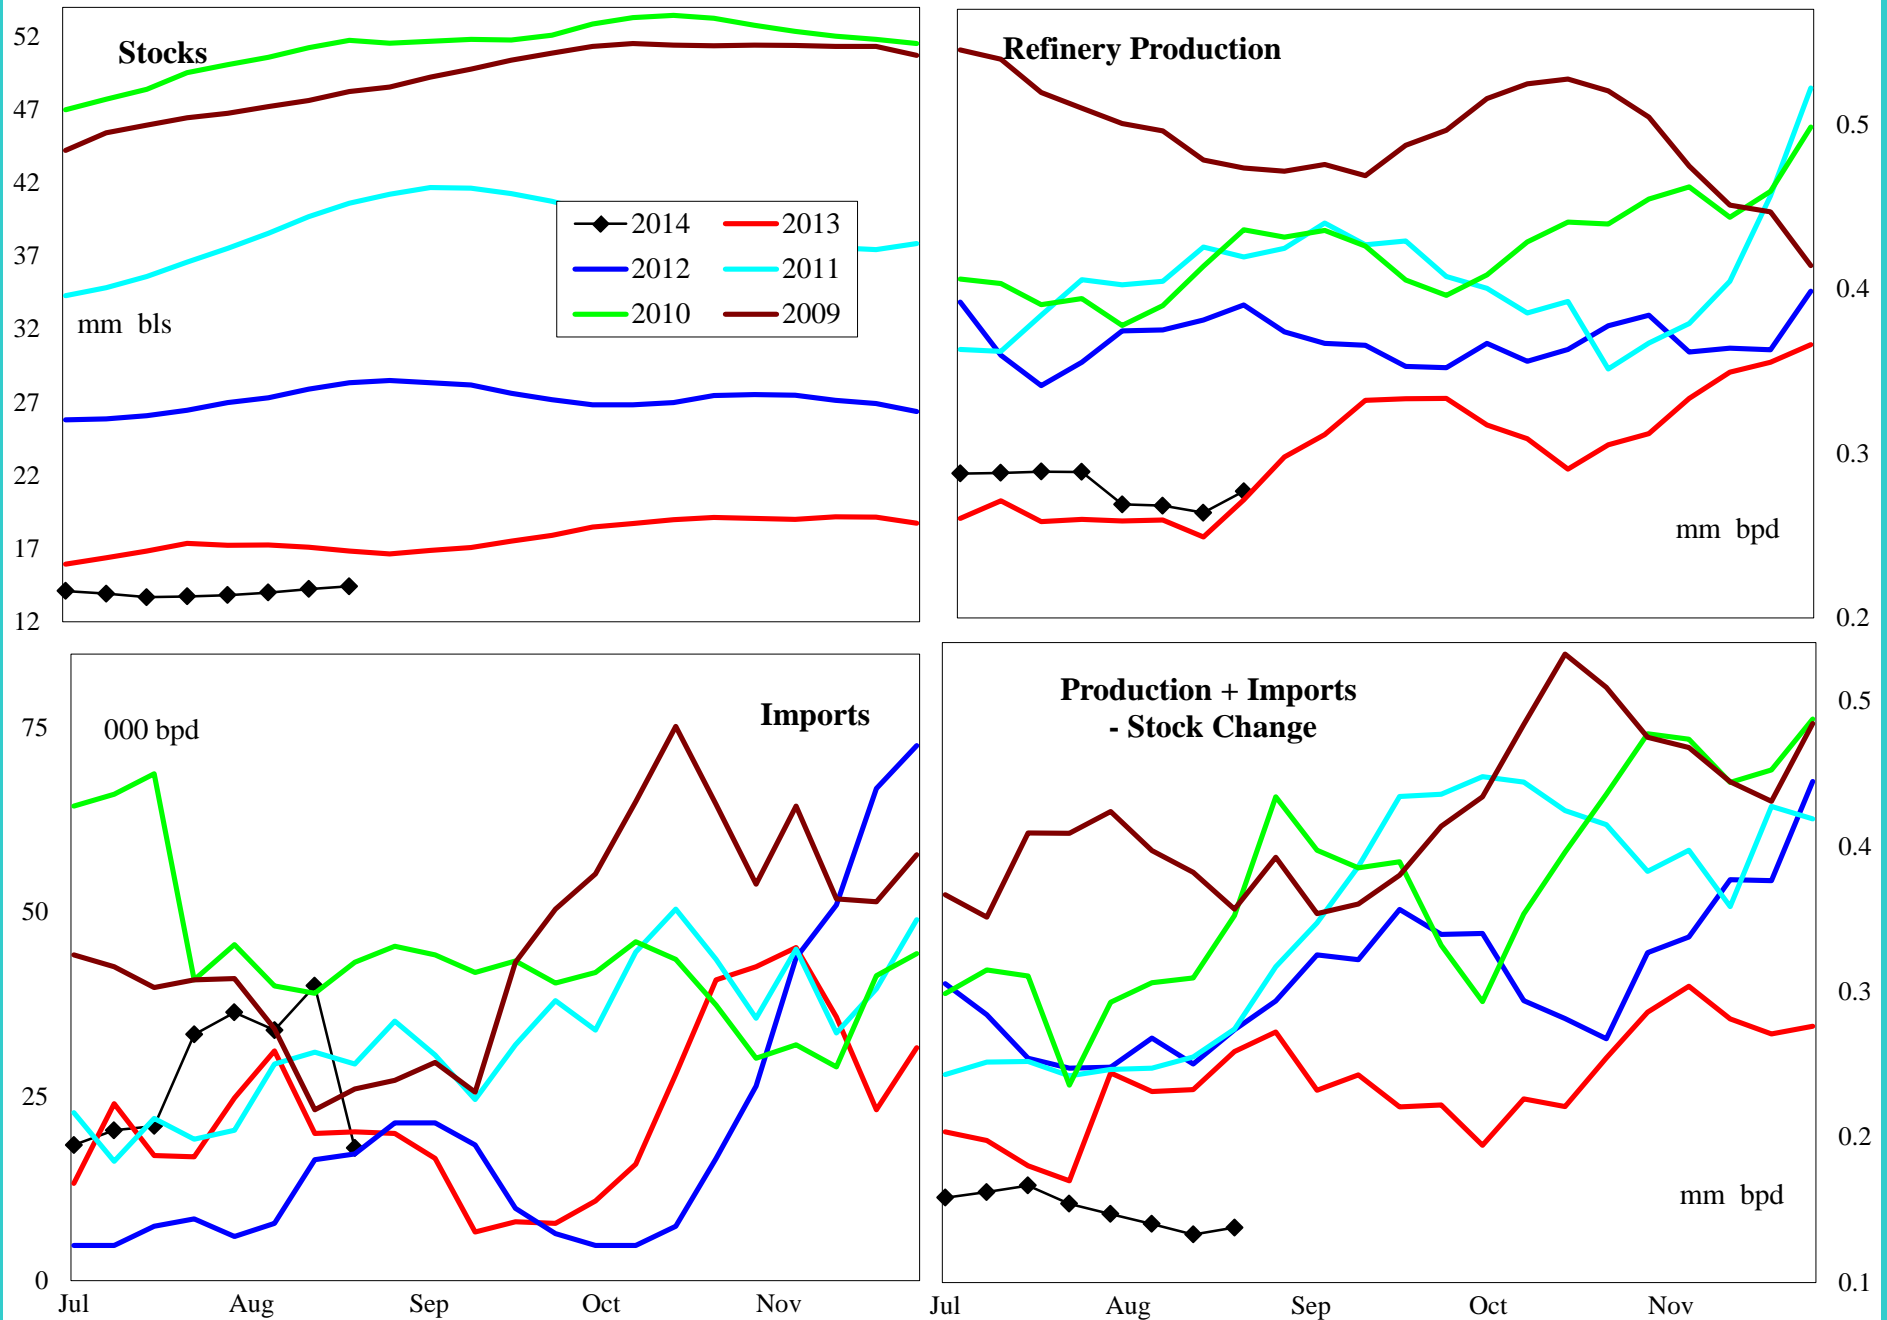 Stocks
52
47
42
37
32
27
22
17
12
mm bls
2014 2013
2012 2011
2010 2009
Refinery Production
0.5
0.4
0.3
0.2
mm bpd
Imports
000 bpd
75
50
25
0
Jul Aug Sep Oct Nov
Production + Imports
- Stock Change
0.5
0.4
0.3
0.2
0.1
mm bpd
Jul Aug Sep Oct Nov